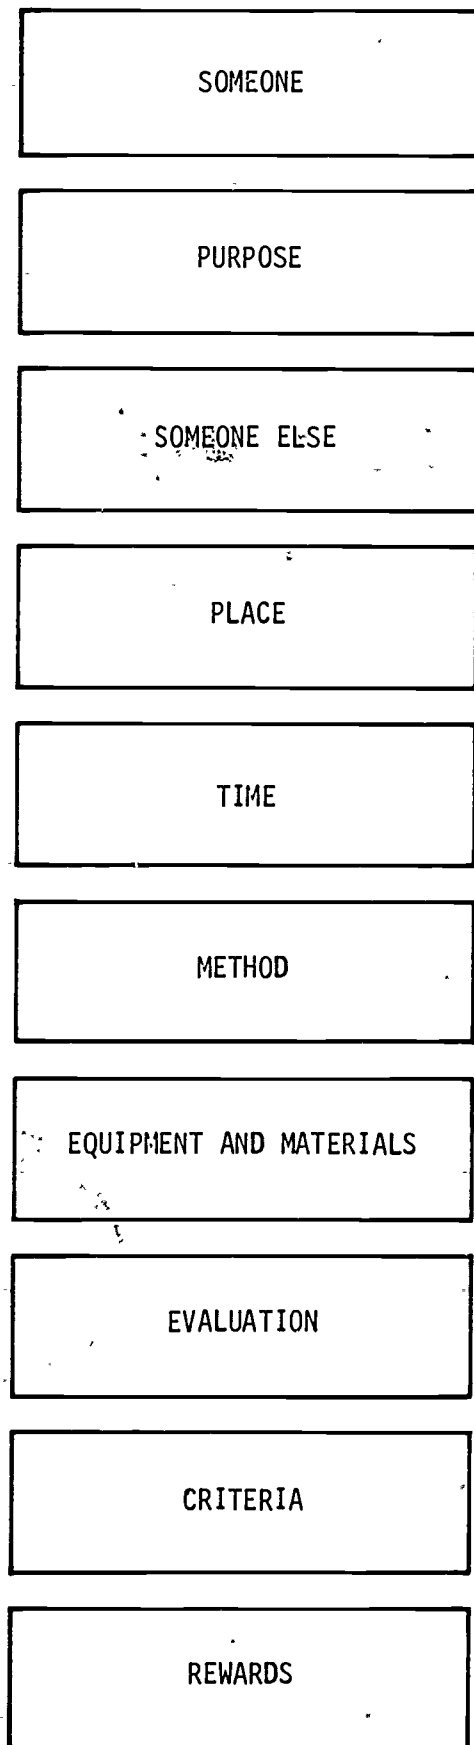 SOMEONE
PURPOSE
SOMEONE ELSE
PLACE
TIME
METHOD
EQUIPMENT AND MATERIALS
EVALUATION
CRITERIA
REWARDS